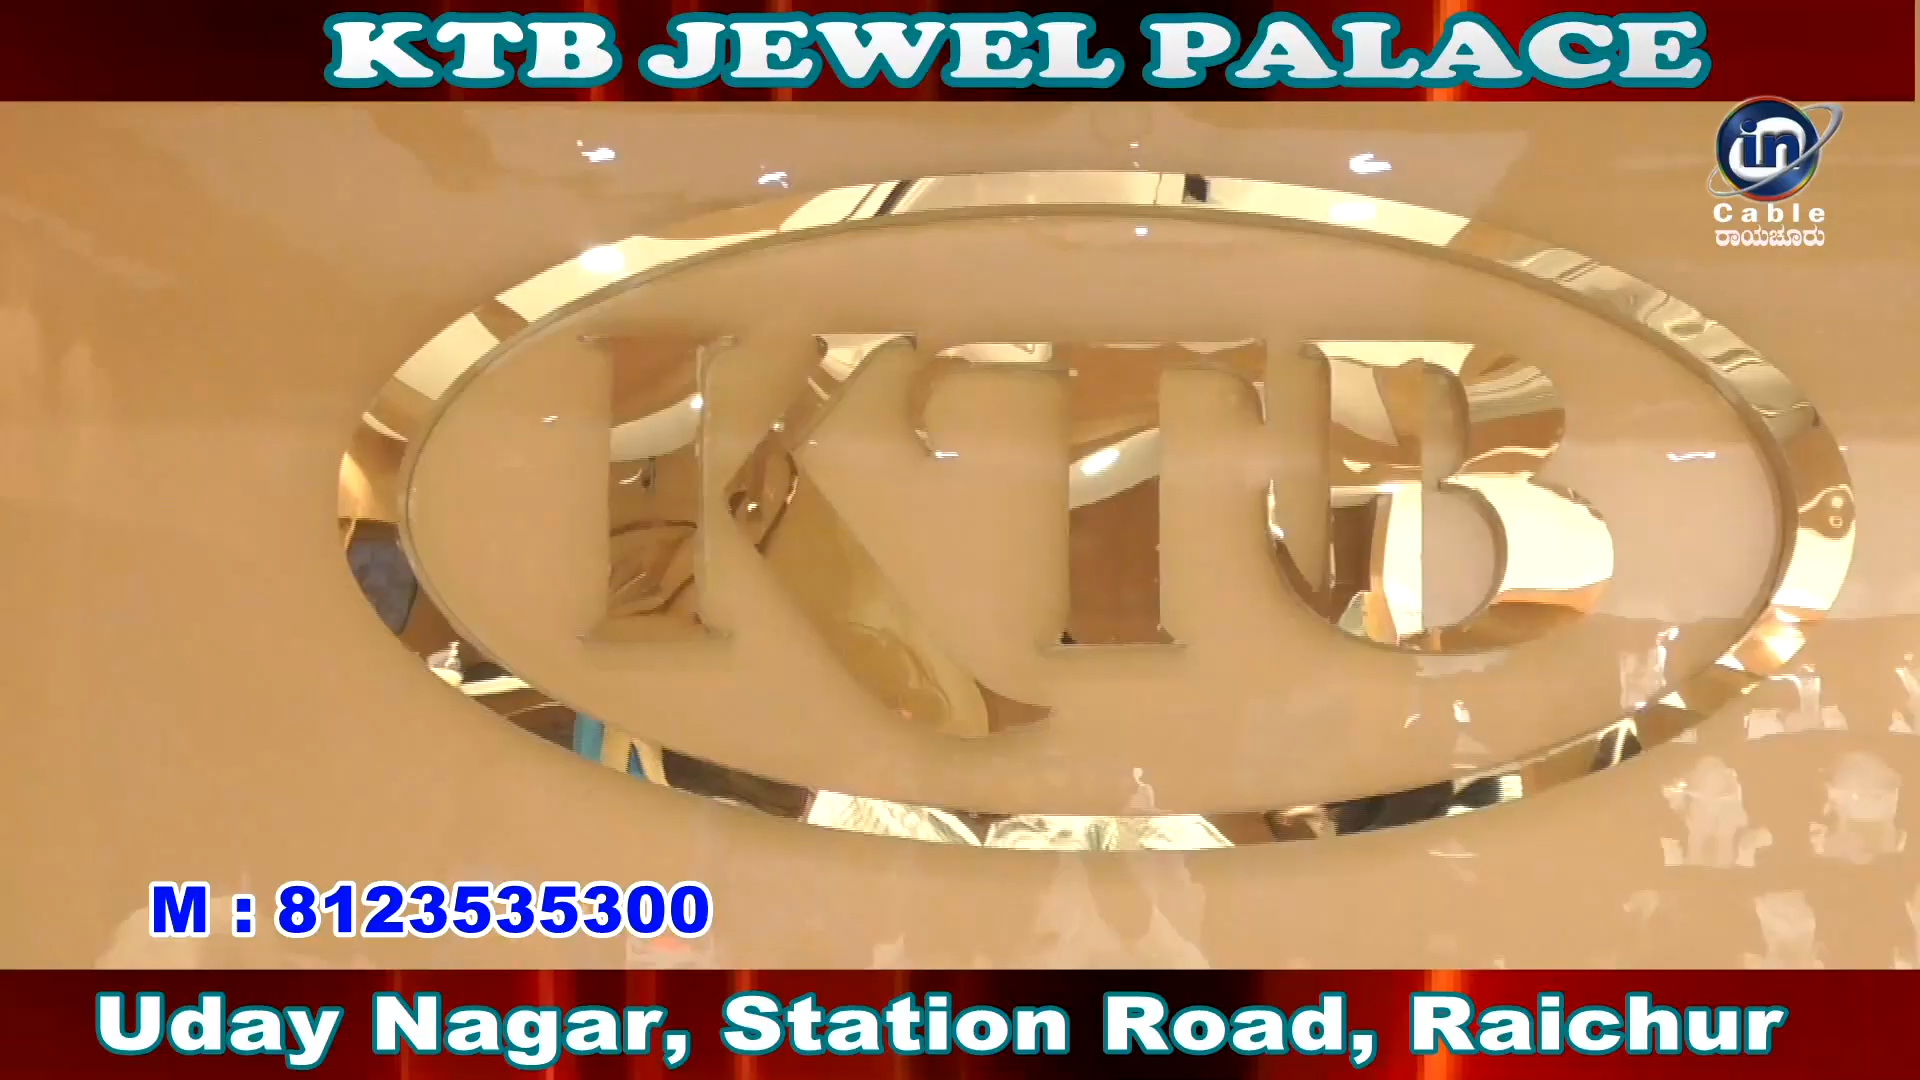 KTB JEWEL PALACE
in
Cable
ರಾಯಚೂರು
KTB
M : 8123535300
Uday Nagar, Station Road, Raichur